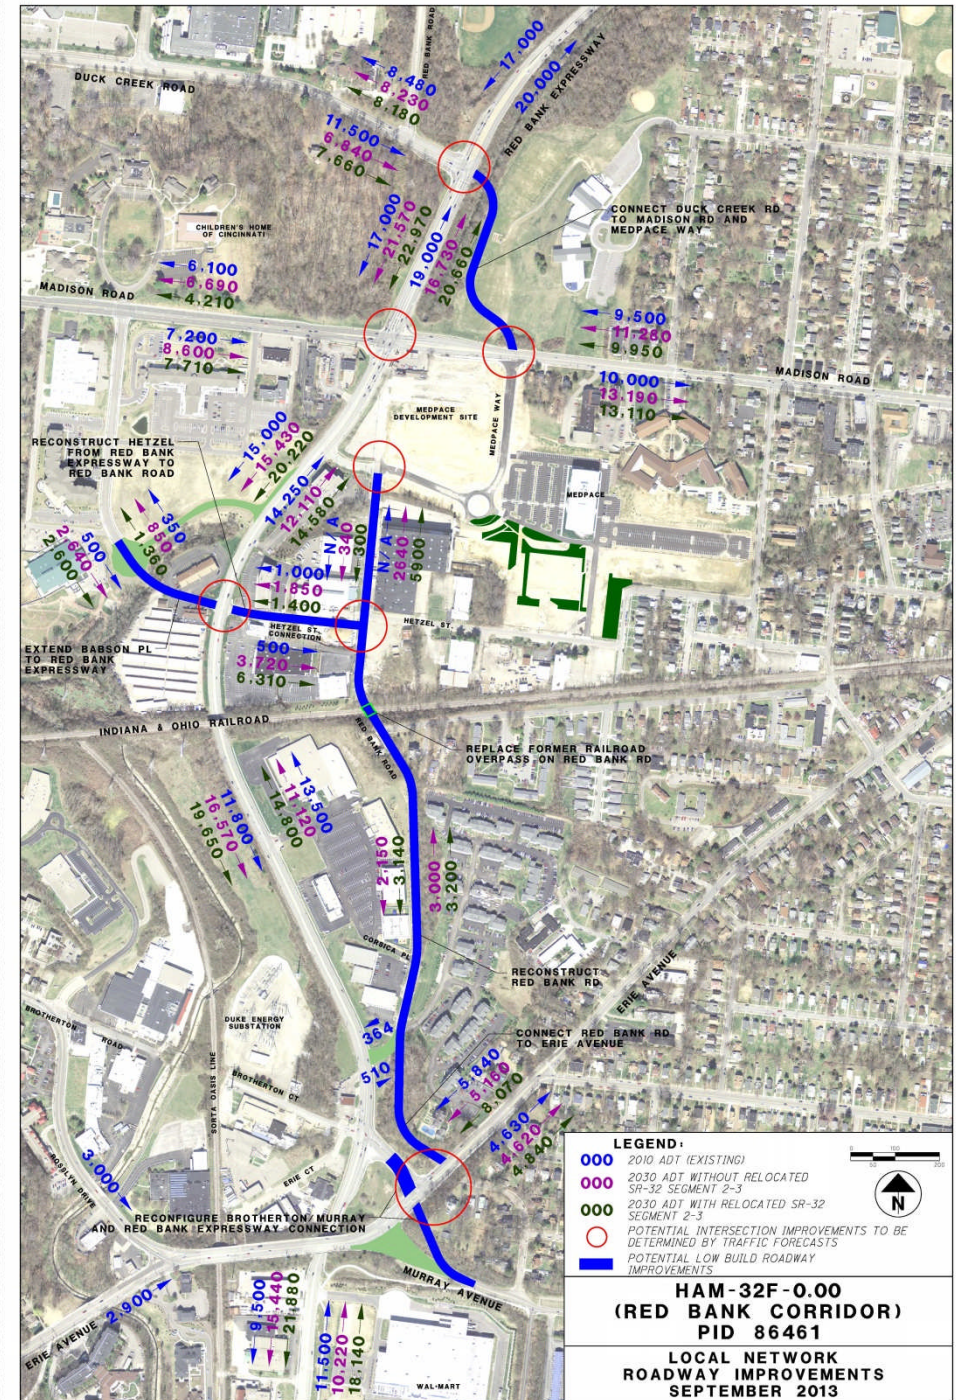 RED BANK ROAD
17,000
20,000
RED BANK EXPRESSWAY
DUCK CREEK ROAD
8,480
8,230
8,180
11,500
6,840
7,660
CONNECT DUCK CREEK RD
TO MADISON RD AND
MEDPACE WAY
CHILDREN'S HOME
OF CINCINNATI
17,000
21,570
22,970
19,000
16,730
20,660
6,100
6,690
4,210
MADISON ROAD
7,200
8,600
7,710
9,500
11,280
9,950
MADISON ROAD
10,000
13,190
13,110
MEDPACE
DEVELOPMENT SITE
MEDPACE WAY
RECONSTRUCT HETZEL
FROM RED BANK
EXPRESSWAY TO
RED BANK ROAD
15,000
15,430
20,220
14,250
12,110
14,580
MEDPACE
350
850
1,360
500
2,640
2,600
N/A
340
300
N/A
2640
5900
1,000
1,850
1,400
HETZEL ST.
CONNECTION
HETZEL ST.
500
3,720
6,310
EXTEND BABSON PL
TO RED BANK
EXPRESSWAY
INDIANA & OHIO RAILROAD
RED BANK ROAD
REPLACE FORMER RAILROAD
OVERPASS ON RED BANK RD
11,800
16,570
19,650
13,500
11,120
14,800
2,150
3,140
3,000
3,200
CORSICA PL
RECONSTRUCT
RED BANK RD
ERIE AVENUE
BROTHERTON
ROAD
DUKE ENERGY
SUBSTATION
SORTA OASIS LINE
BROTHERTON CT
364
510
CONNECT RED BANK RD
TO ERIE AVENUE
5,840
5,160
8,070
4,630
4,620
4,840
ROSSLYN DRIVE
3,000
ERIE CT
RECONFIGURE BROTHERTON/MURRAY
AND RED BANK EXPRESSWAY CONNECTION
MURRAY AVENUE
ERIE AVENUE
2,900
9,500
15,440
21,880
11,500
10,220
18,140
WAL-MART
LEGEND:
000 2010 ADT (EXISTING)
000 2030 ADT WITHOUT RELOCATED
SR-32 SEGMENT 2-3
000 2030 ADT WITH RELOCATED SR-32
SEGMENT 2-3
POTENTIAL INTERSECTION IMPROVEMENTS TO BE
DETERMINED BY TRAFFIC FORECASTS
POTENTIAL LOW BUILD ROADWAY
IMPROVEMENTS
N
HAM-32F-0.00
(RED BANK CORRIDOR)
PID 86461
LOCAL NETWORK
ROADWAY IMPROVEMENTS
SEPTEMBER 2013